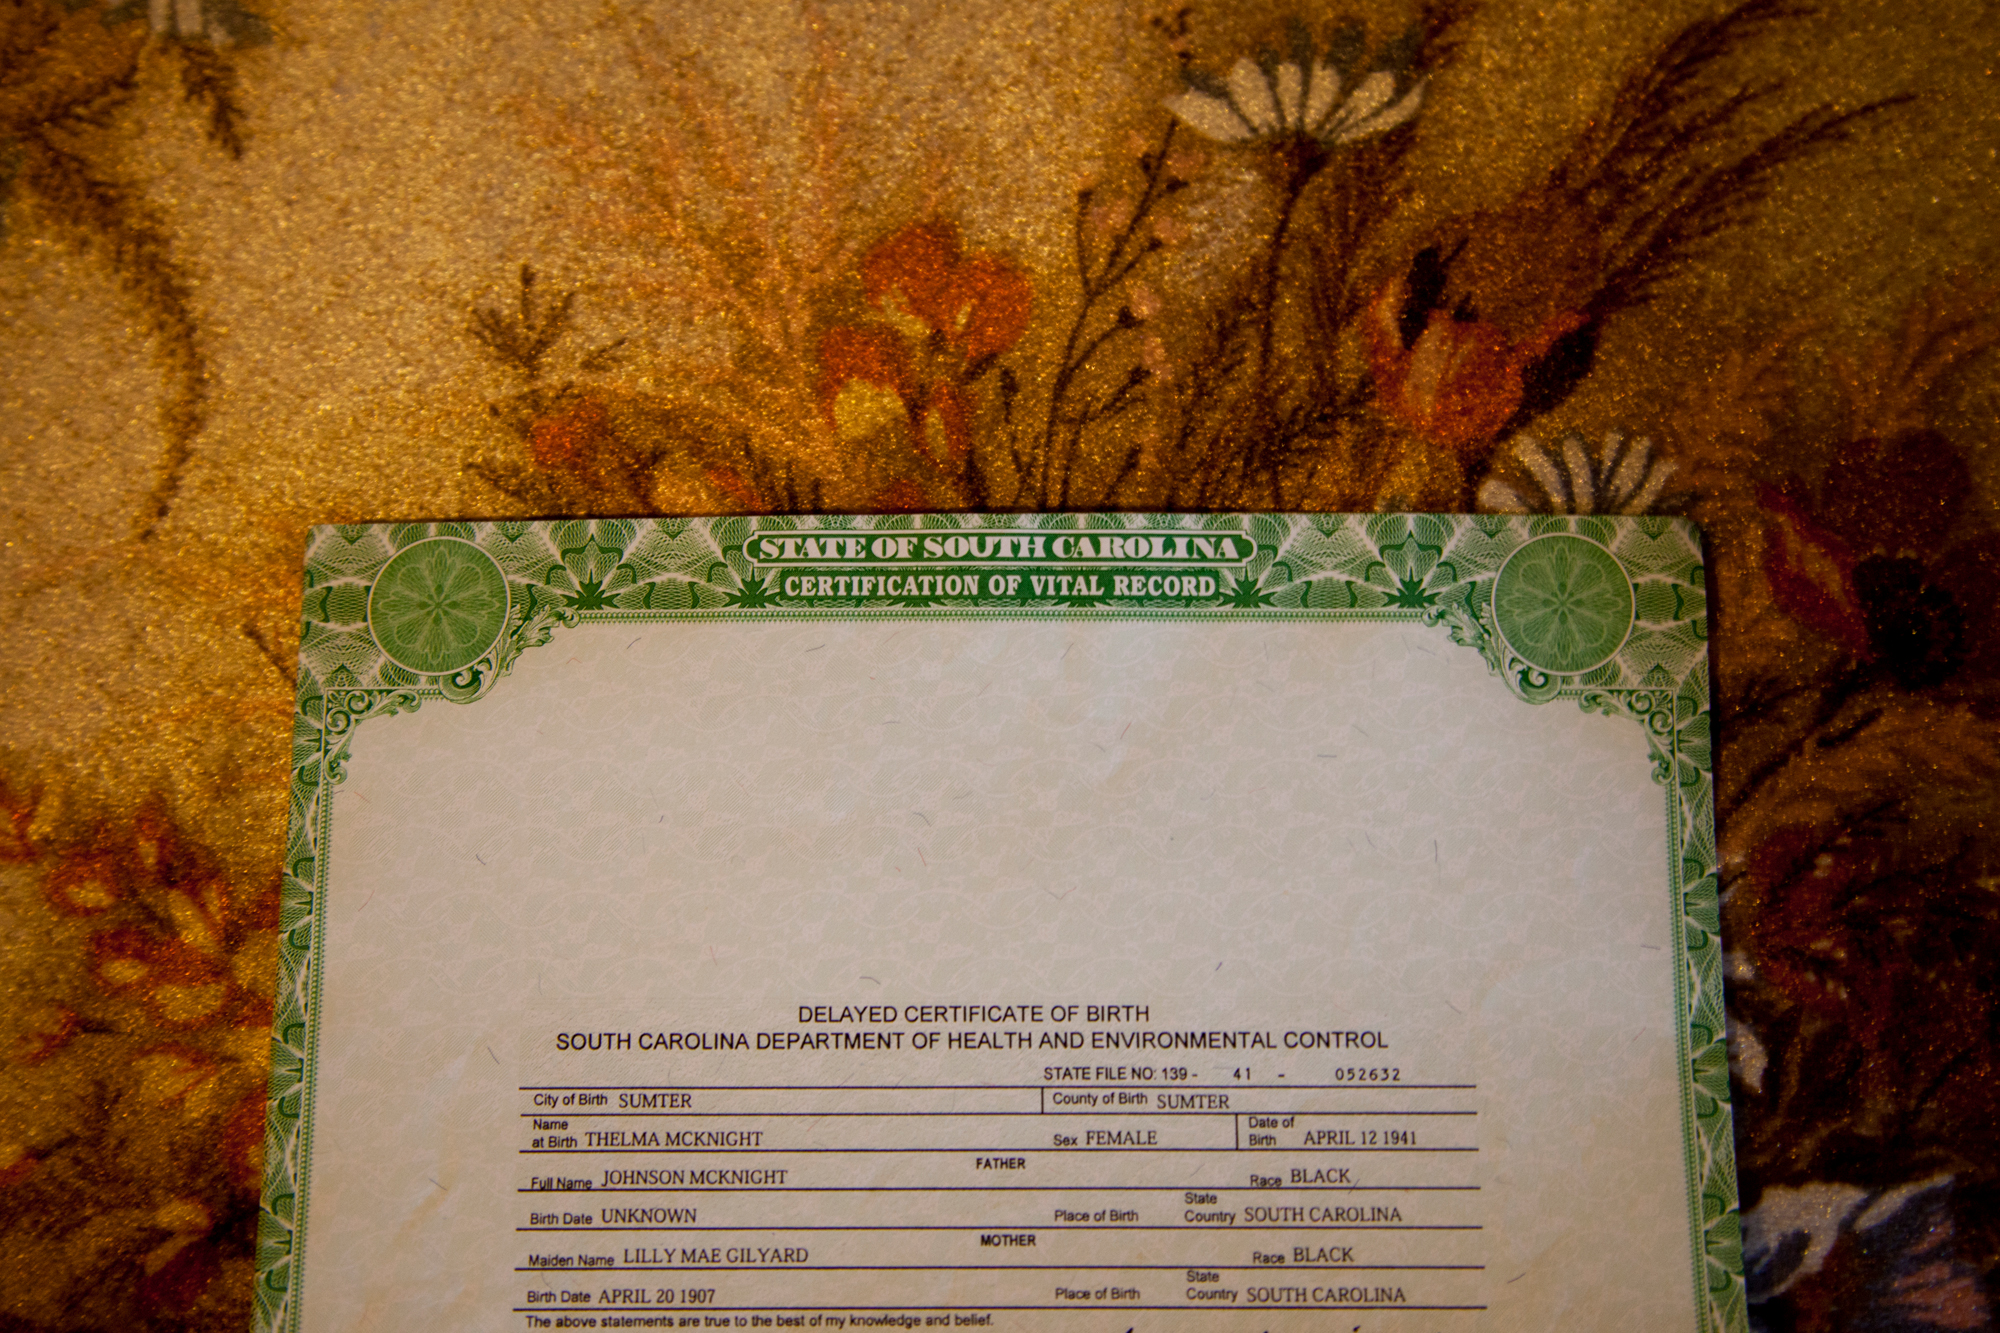 STATE OF SOUTH CAROLINA
CERTIFICATION OF VITAL RECORD
DELAYED CERTIFICATE OF BIRTH
SOUTH CAROLINA DEPARTMENT OF HEALTH AND ENVIRONMENTAL CONTROL
STATE FILE NO: 139 - 41 - 052632
City of Birth SUMTER County of Birth SUMTER
Name at Birth THELMA MCKNIGHT Sex FEMALE Date of Birth APRIL 12 1941
FATHER
Full Name JOHNSON MCKNIGHT Race BLACK
Birth Date UNKNOWN Place of Birth State Country SOUTH CAROLINA
MOTHER
Maiden Name LILLY MAE GILYARD Race BLACK
Birth Date APRIL 20 1907 Place of Birth State Country SOUTH CAROLINA
The above statements are true to the best of my knowledge and belief.